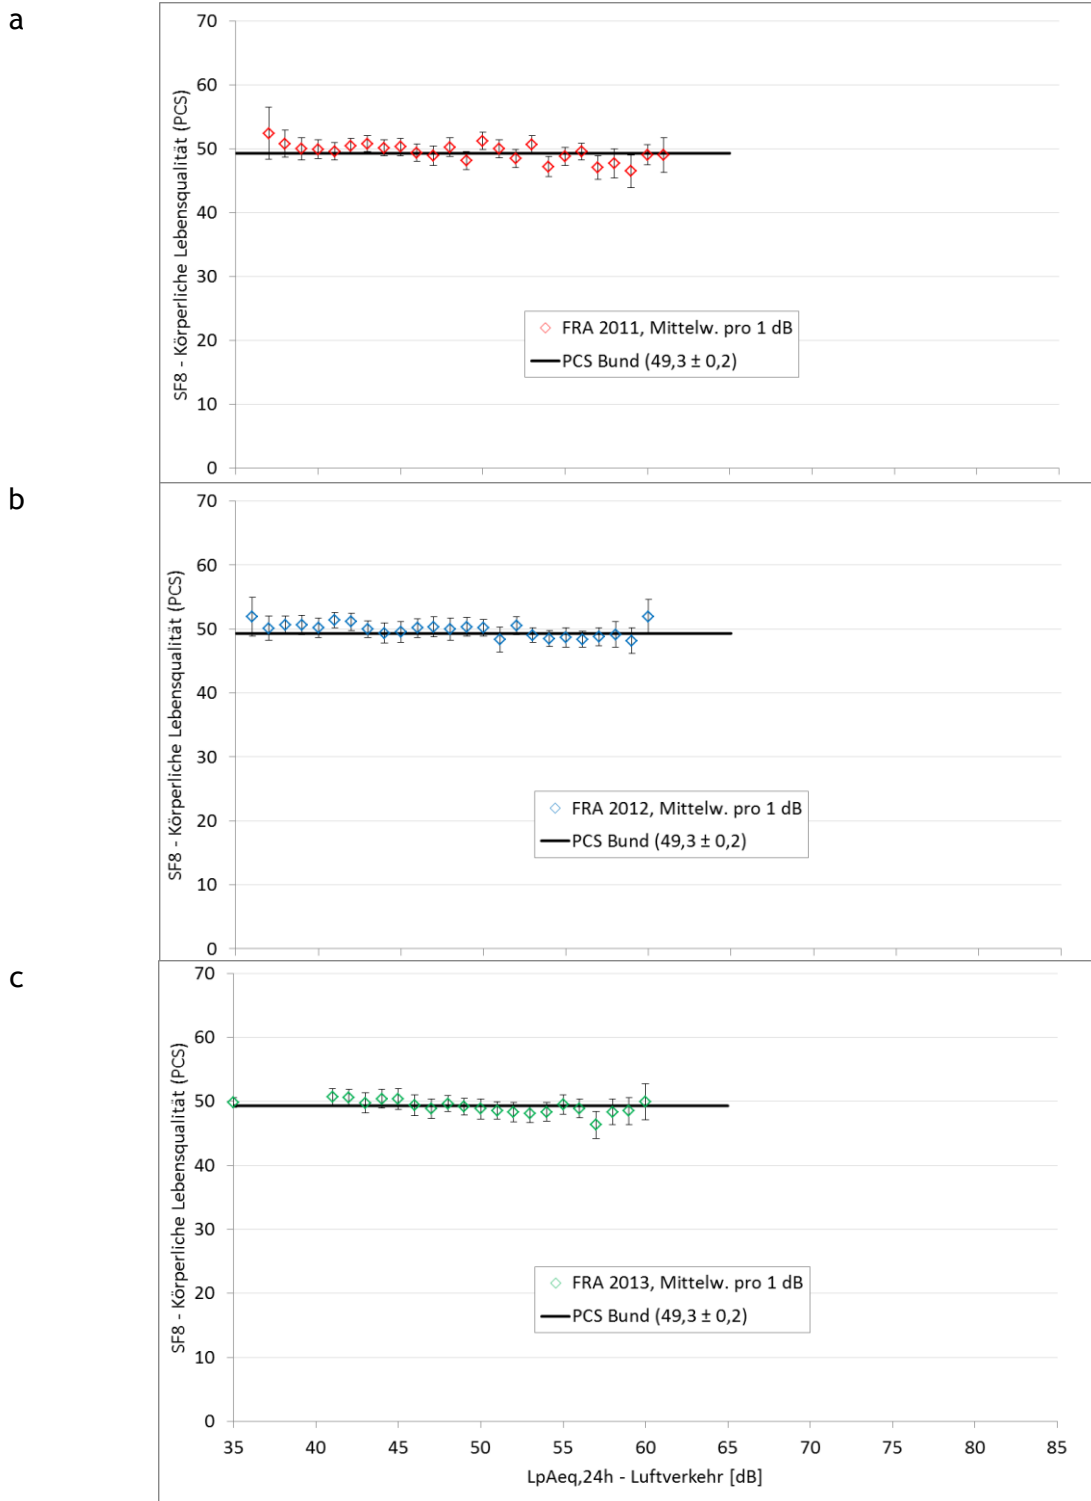 a
70
60
50
40
30
20
10
0
SF8 - Körperliche Lebensqualität (PCS)
FRA 2011, Mittelw. pro 1 dB
PCS Bund (49,3 ± 0,2)
b
70
60
50
40
30
20
10
0
SF8 - Körperliche Lebensqualität (PCS)
FRA 2012, Mittelw. pro 1 dB
PCS Bund (49,3 ± 0,2)
c
70
60
50
40
30
20
10
0
SF8 - Körperliche Lebensqualität (PCS)
FRA 2013, Mittelw. pro 1 dB
PCS Bund (49,3 ± 0,2)
35 40 45 50 55 60 65 70 75 80 85
LpAeq,24h - Luftverkehr [dB]